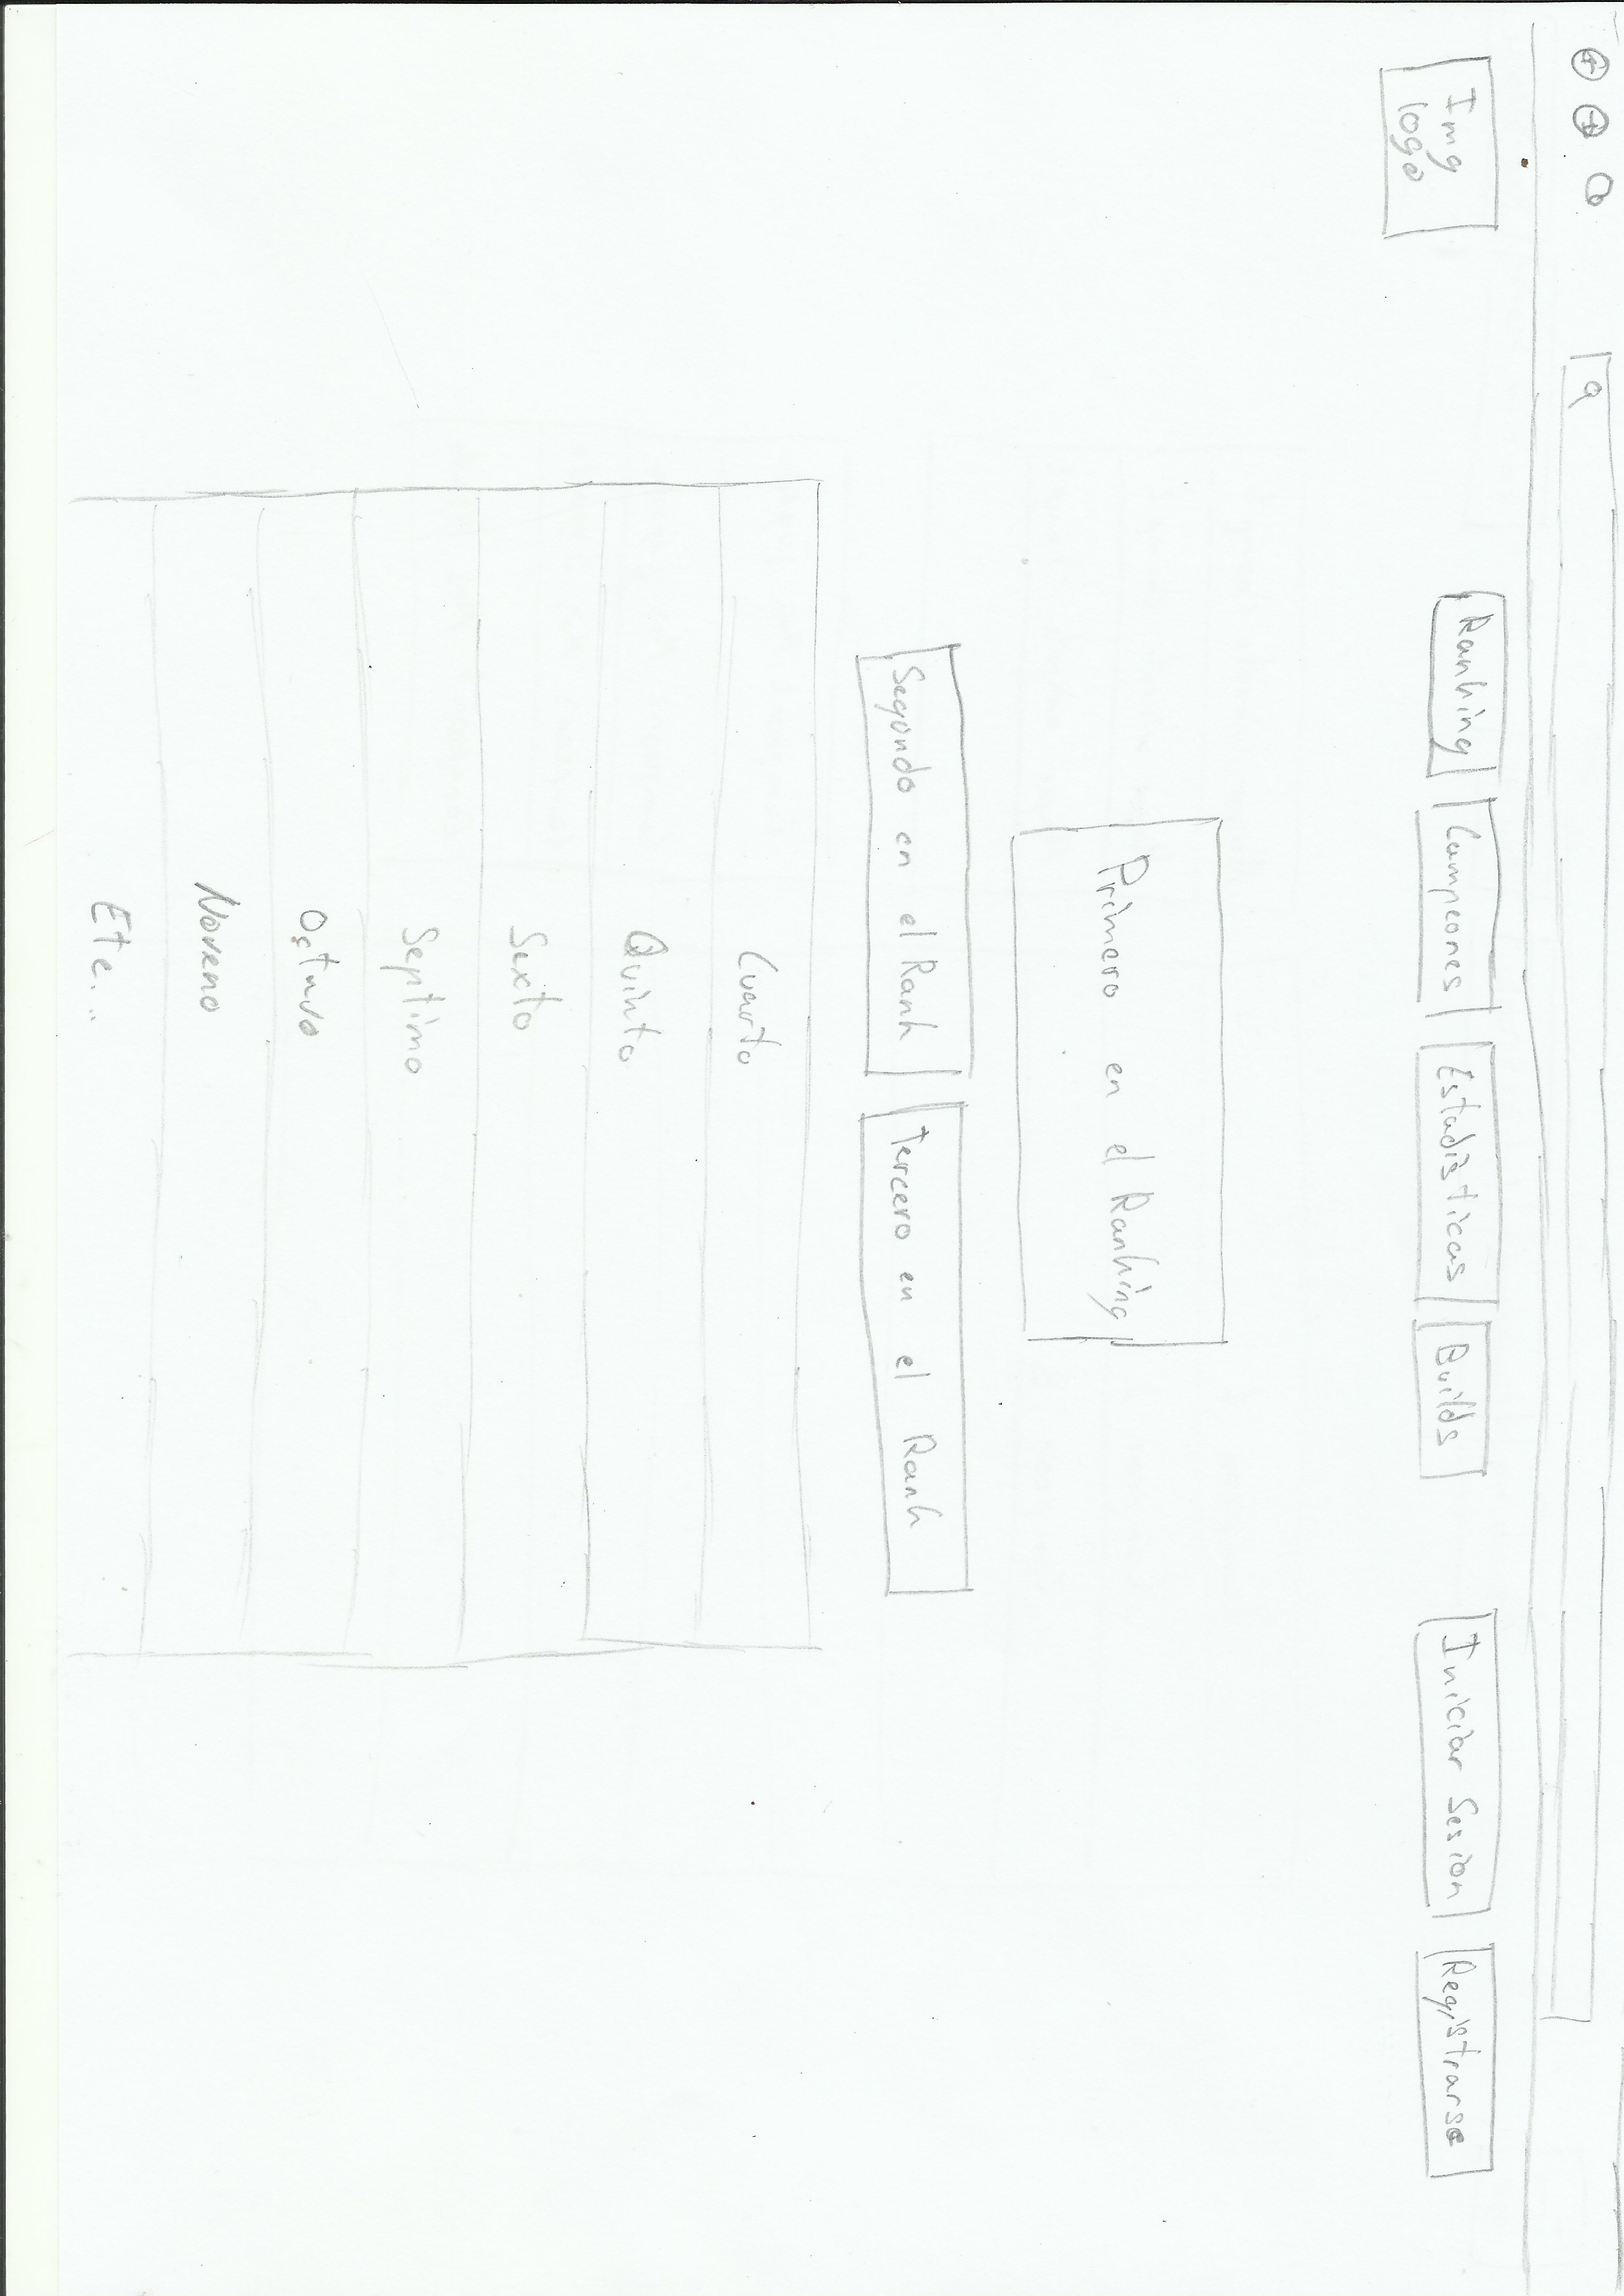 Img
logo
Ranking
Campeones
Estadisticas
Builds
Iniciar Sesion
Registrarse
Primero en el Ranking
Segundo en el Rank
Tercero en el Rank
Cuarto
Quinto
Sexto
Septimo
Octavo
Noveno
Etc...